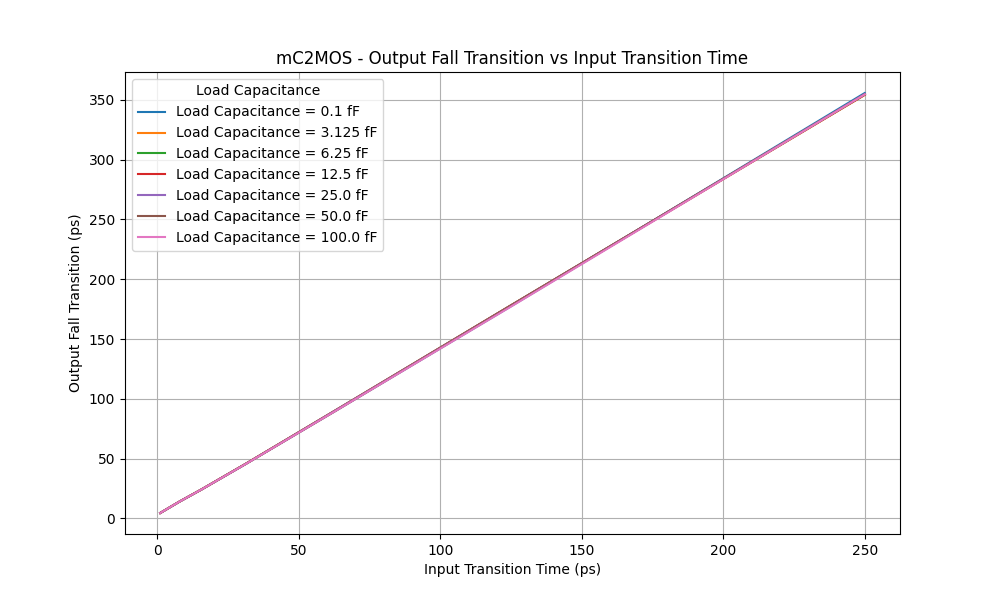 mC2MOS - Output Fall Transition vs Input Transition Time
Load Capacitance
Load Capacitance = 0.1 fF
Load Capacitance = 3.125 fF
Load Capacitance = 6.25 fF
Load Capacitance = 12.5 fF
Load Capacitance = 25.0 fF
Load Capacitance = 50.0 fF
Load Capacitance = 100.0 fF
Output Fall Transition (ps)
350
300
250
200
150
100
50
0
0 50 100 150 200 250
Input Transition Time (ps)